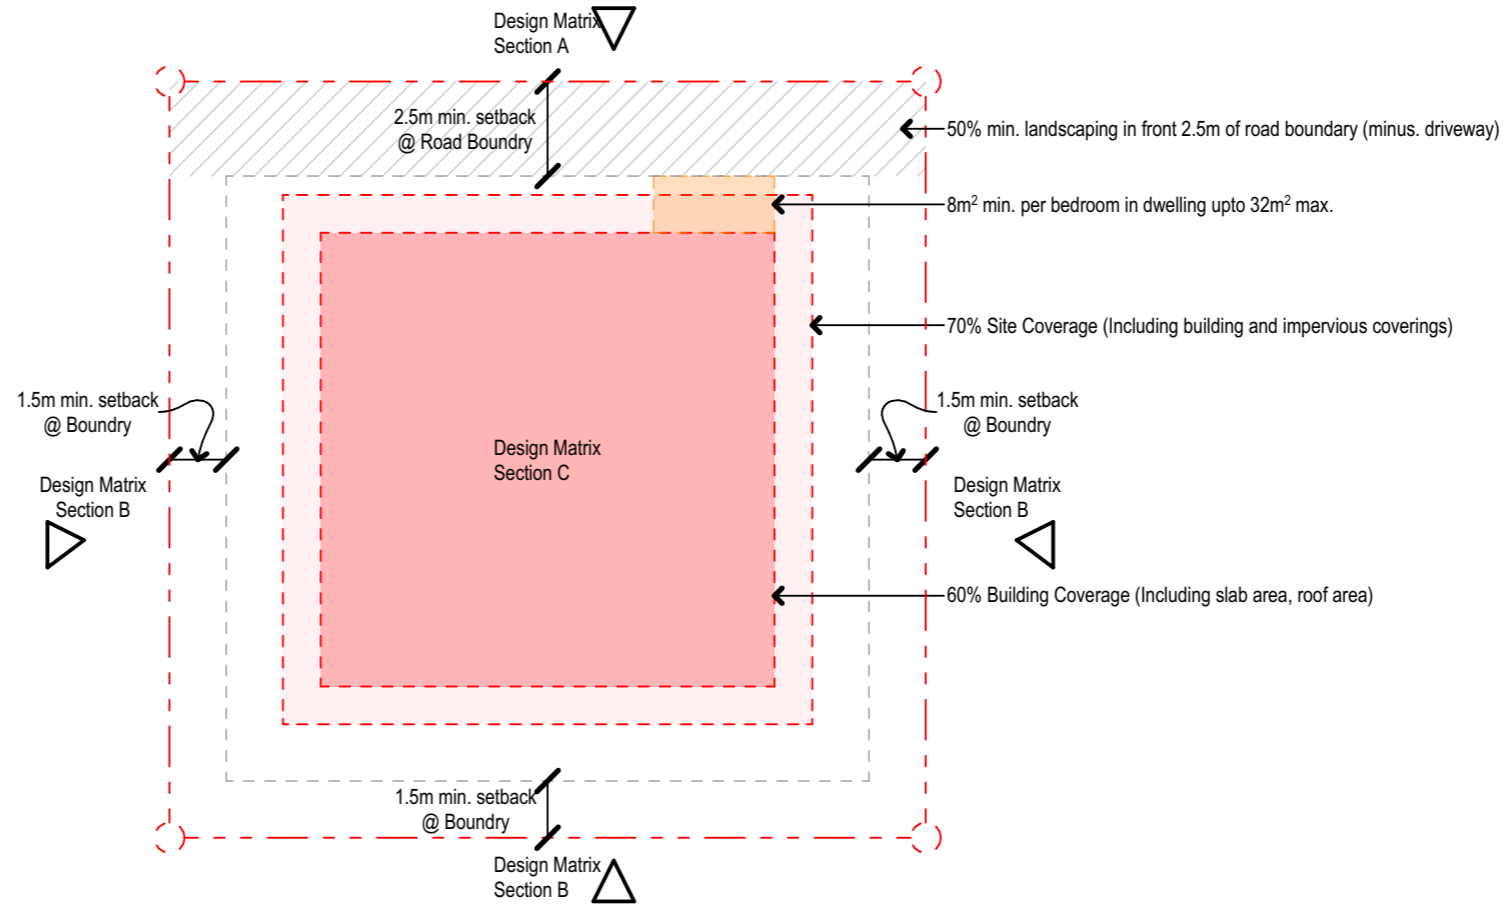 Design Matrix
Section A
2.5m min. setback
@ Road Boundry
50% min. landscaping in front 2.5m of road boundary (minus. driveway)
8m² min. per bedroom in dwelling upto 32m² max.
70% Site Coverage (Including building and impervious coverings)
1.5m min. setback
@ Boundry
1.5m min. setback
@ Boundry
Design Matrix
Section C
Design Matrix
Section B
Design Matrix
Section B
60% Building Coverage (Including slab area, roof area)
1.5m min. setback
@ Boundry
Design Matrix
Section B